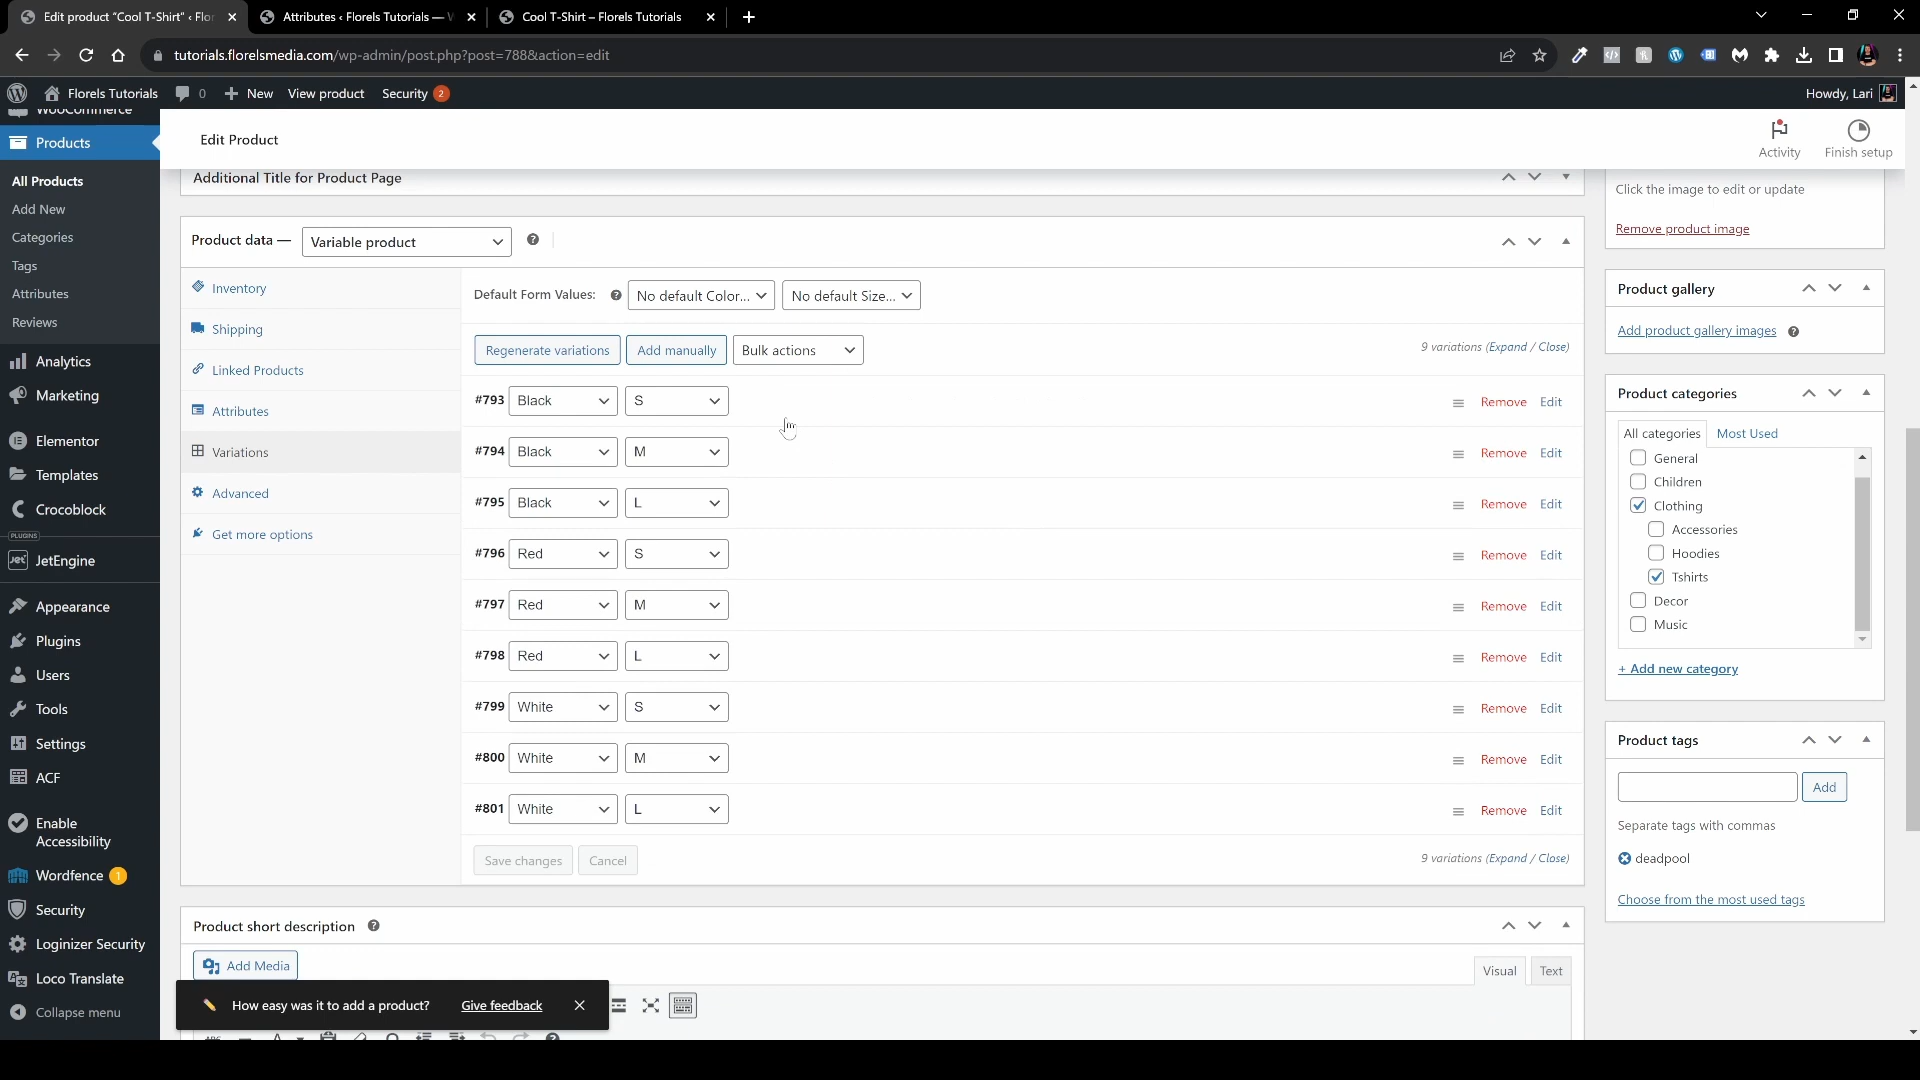 Edit product "Cool T-Shirt" ‹ Flor
Attributes ‹ Florels Tutorials —
Cool T-Shirt – Florels Tutorials
tutorials.florelsmedia.com/wp-admin/post.php?post=788&action=edit
Florels Tutorials
0
New
View product
Security 2
Howdy, Lari
WooCommerce
Products
All Products
Add New
Categories
Tags
Attributes
Reviews
Analytics
Marketing
Elementor
Templates
Crocoblock
PLUGINS
Jet JetEngine
Appearance
Plugins
Users
Tools
Settings
ACF
Enable
Accessibility
Wordfence 1
Security
Loginizer Security
Loco Translate
Collapse menu
Edit Product
Activity
Finish setup
Additional Title for Product Page
Product data — Variable product
Inventory
Shipping
Linked Products
Attributes
Variations
Advanced
Get more options
Default Form Values: No default Color... No default Size...
Regenerate variations Add manually Bulk actions 9 variations (Expand / Close)
#793 Black S Remove Edit
#794 Black M Remove Edit
#795 Black L Remove Edit
#796 Red S Remove Edit
#797 Red M Remove Edit
#798 Red L Remove Edit
#799 White S Remove Edit
#800 White M Remove Edit
#801 White L Remove Edit
Save changes Cancel 9 variations (Expand / Close)
Product short description
Add Media
Visual Text
How easy was it to add a product? Give feedback
Click the image to edit or update
Remove product image
Product gallery
Add product gallery images
Product categories
All categories Most Used
General
Children
Clothing
Accessories
Hoodies
Tshirts
Decor
Music
+ Add new category
Product tags
Add
Separate tags with commas
deadpool
Choose from the most used tags